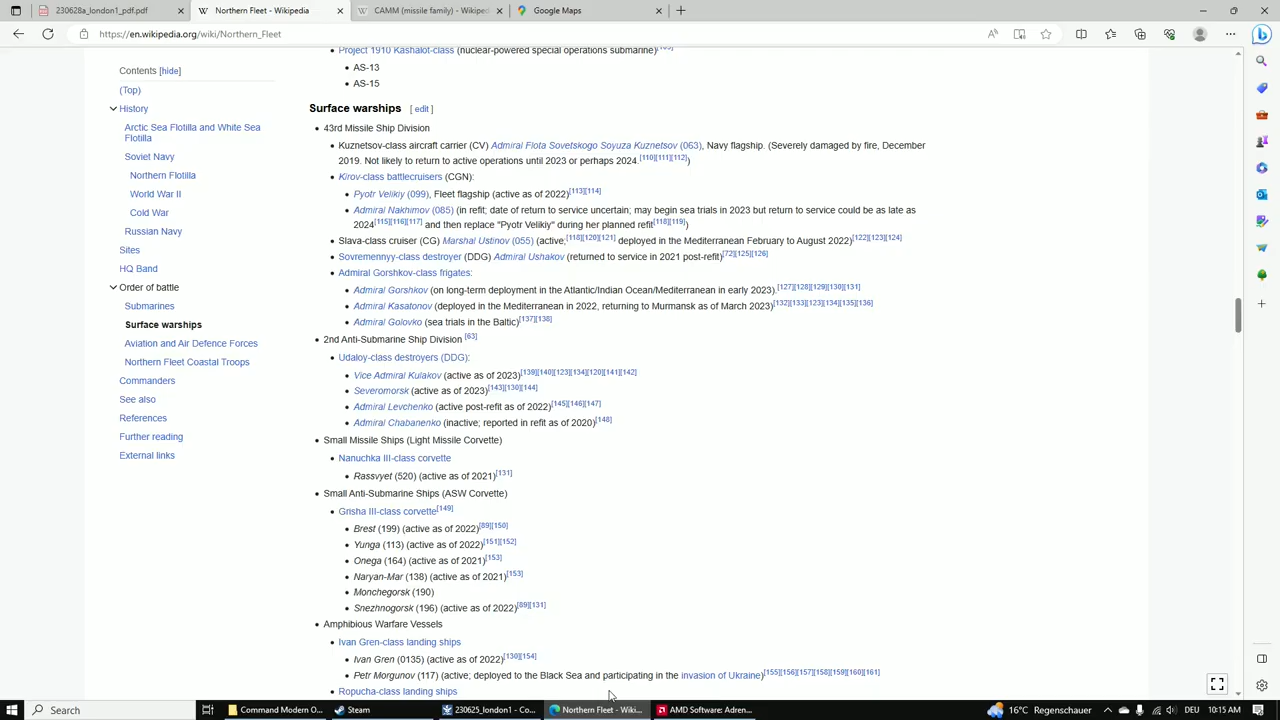 230628a_london1_pdf.pdf
Northern Fleet - Wikipedia
CAMM (missile family) - Wikiped
Google Maps
https://en.wikipedia.org/wiki/Northern_Fleet
Project 1910 Kashalot-class (nuclear-powered special operations submarine)
AS-13
AS-15
Contents [hide]
(Top)
History
Arctic Sea Flotilla and White Sea
Flotilla
Soviet Navy
Northern Flotilla
World War II
Cold War
Russian Navy
Sites
HQ Band
Order of battle
Submarines
Surface warships
Aviation and Air Defence Forces
Northern Fleet Coastal Troops
Commanders
See also
References
Further reading
External links
Surface warships [ edit ]
43rd Missile Ship Division
Kuznetsov-class aircraft carrier (CV) Admiral Flota Sovetskogo Soyuza Kuznetsov (063), Navy flagship. (Severely damaged by fire, December
2019. Not likely to return to active operations until 2023 or perhaps 2024.[110][111][112])
Kirov-class battlecruisers (CGN):
Pyotr Velikiy (099), Fleet flagship (active as of 2022)[113][114]
Admiral Nakhimov (085) (in refit; date of return to service uncertain; may begin sea trials in 2023 but return to service could be as late as
2024[115][116][117] and then replace "Pyotr Velikiy" during her planned refit[118][119])
Slava-class cruiser (CG) Marshal Ustinov (055) (active;[118][120][121] deployed in the Mediterranean February to August 2022)[122][123][124]
Sovremennyy-class destroyer (DDG) Admiral Ushakov (returned to service in 2021 post-refit)[72][125][126]
Admiral Gorshkov-class frigates:
Admiral Gorshkov (on long-term deployment in the Atlantic/Indian Ocean/Mediterranean in early 2023).[127][128][129][130][131]
Admiral Kasatonov (deployed in the Mediterranean in 2022, returning to Murmansk as of March 2023)[132][133][123][134][135][136]
Admiral Golovko (sea trials in the Baltic)[137][138]
2nd Anti-Submarine Ship Division [63]
Udaloy-class destroyers (DDG):
Vice Admiral Kulakov (active as of 2023)[139][140][123][134][120][141][142]
Severomorsk (active as of 2023)[143][130][144]
Admiral Levchenko (active post-refit as of 2022)[145][146][147]
Admiral Chabanenko (inactive; reported in refit as of 2020)[148]
Small Missile Ships (Light Missile Corvette)
Nanuchka III-class corvette
Rassvyet (520) (active as of 2021)[131]
Small Anti-Submarine Ships (ASW Corvette)
Grisha III-class corvette[149]
Brest (199) (active as of 2022)[89][150]
Yunga (113) (active as of 2022)[151][152]
Onega (164) (active as of 2021)[153]
Naryan-Mar (138) (active as of 2021)[153]
Monchegorsk (190)
Snezhnogorsk (196) (active as of 2022)[89][131]
Amphibious Warfare Vessels
Ivan Gren-class landing ships
Ivan Gren (0135) (active as of 2022)[130][154]
Petr Morgunov (117) (active; deployed to the Black Sea and participating in the invasion of Ukraine)[155][156][157][158][159][160][161]
Ropucha-class landing ships
Search
Command Modern O...
Steam
230625_london1 - Co...
Northern Fleet - Wiki...
AMD Software: Adren...
16°C Regenschauer
DEU
10:15 AM